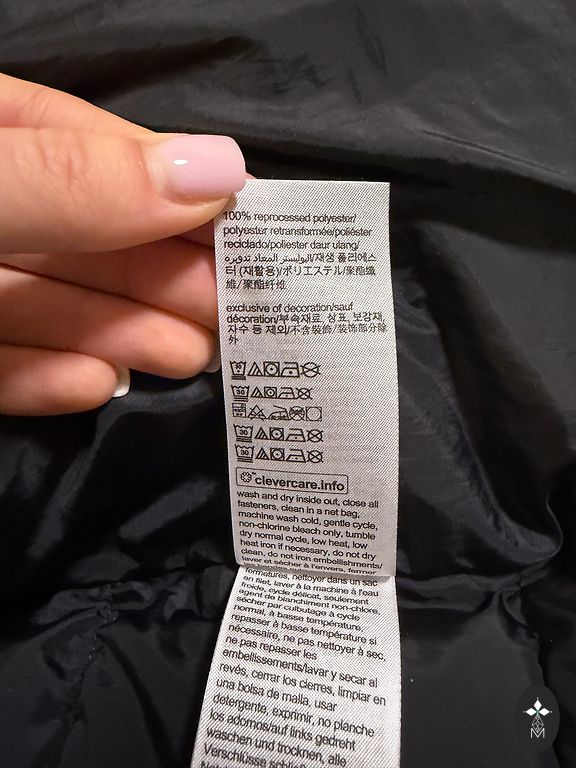 100% reprocessed polyester/
polyester retransformée/poliéster
reciclado/poliester daur ulang/
البوليستر المعاد تدويره/재생 폴리에스
터 (재활용)/ポリエステル/聚酯纖
維/聚酯纤维
exclusive of decoration/sauf
décoration/부속재료, 상표, 보강재,
자수 등 제외/不含裝飾/装饰部分除
外
30
30
30
30
clevercare.info
wash and dry inside out, close all
fasteners, clean in a net bag,
machine wash cold, gentle cycle,
non-chlorine bleach only, tumble
dry normal cycle, low heat, low
heat iron if necessary, do not dry
clean, do not iron embellishments/
laver et sécher à l'envers, fermer
fermetures, nettoyer dans un sac
en filet, laver à la machine à l'eau
froide, cycle délicat, seulement
agent de blanchiment non-chlore,
sécher par culbutage à cycle
normal, à basse température,
repasser à basse température si
nécessaire, ne pas nettoyer à sec,
ne pas repasser les
embellissements/lavar y secar al
revés, cerrar los cierres, limpiar en
una bolsa de malla, usar
detergente, exprimir, no planche
los adornos/auf links gedreht
waschen und trocknen, alle
Verschlüsse
M